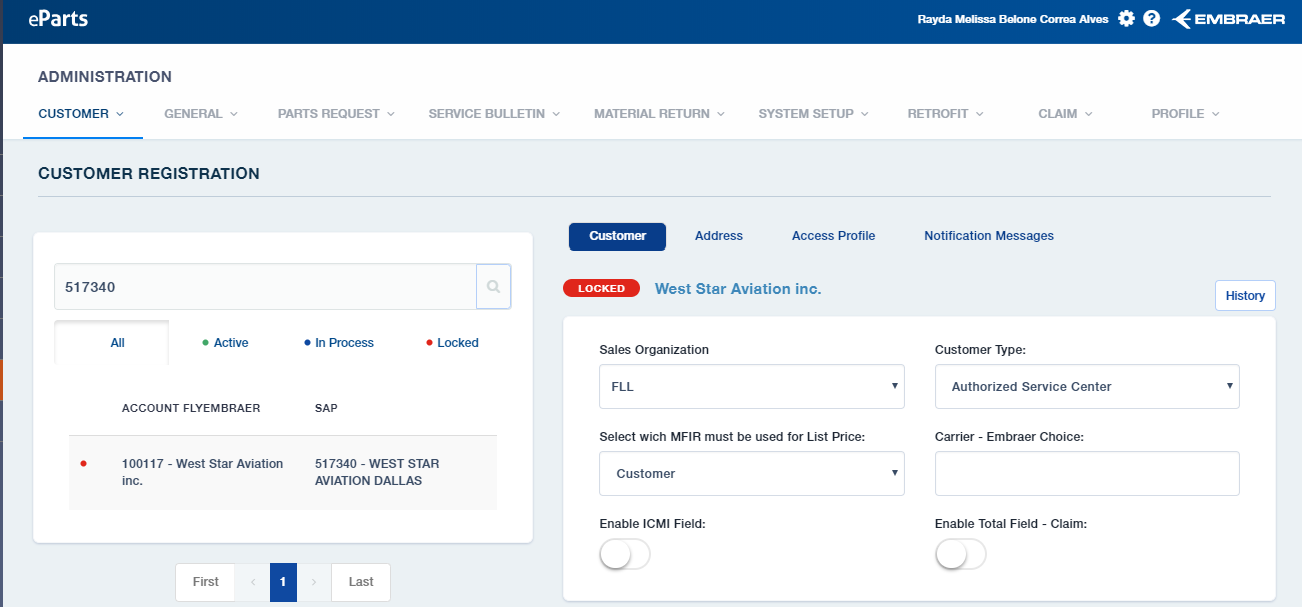 eParts
Rayda Melissa Belone Correa Alves
EMBRAER
ADMINISTRATION
CUSTOMER GENERAL PARTS REQUEST SERVICE BULLETIN MATERIAL RETURN SYSTEM SETUP RETROFIT CLAIM PROFILE
CUSTOMER REGISTRATION
517340
All Active In Process Locked
ACCOUNT FLYEMBRAER SAP
100117 - West Star Aviation
inc.
517340 - WEST STAR
AVIATION DALLAS
First ‹ 1 › Last
Customer Address Access Profile Notification Messages
LOCKED West Star Aviation inc.
History
Sales Organization
FLL
Customer Type:
Authorized Service Center
Select wich MFIR must be used for List Price:
Customer
Carrier - Embraer Choice:
Enable ICMI Field:
Enable Total Field - Claim: